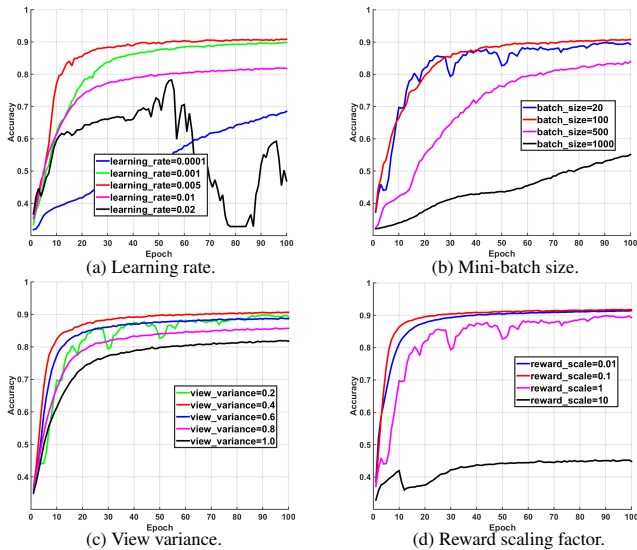 1
0.9
0.8
0.7
0.6
0.5
0.4
Accuracy
learning_rate=0.0001
learning_rate=0.001
learning_rate=0.005
learning_rate=0.01
learning_rate=0.02
1 10 20 30 40 50 60 70 80 90 100
Epoch
(a) Learning rate.
1
0.9
0.8
0.7
0.6
0.5
0.4
Accuracy
batch_size=20
batch_size=100
batch_size=500
batch_size=1000
1 10 20 30 40 50 60 70 80 90 100
Epoch
(b) Mini-batch size.
1
0.9
0.8
0.7
0.6
0.5
0.4
Accuracy
view_variance=0.2
view_variance=0.4
view_variance=0.6
view_variance=0.8
view_variance=1.0
1 10 20 30 40 50 60 70 80 90 100
Epoch
(c) View variance.
1
0.9
0.8
0.7
0.6
0.5
0.4
Accuracy
reward_scale=0.01
reward_scale=0.1
reward_scale=1
reward_scale=10
1 10 20 30 40 50 60 70 80 90 100
Epoch
(d) Reward scaling factor.